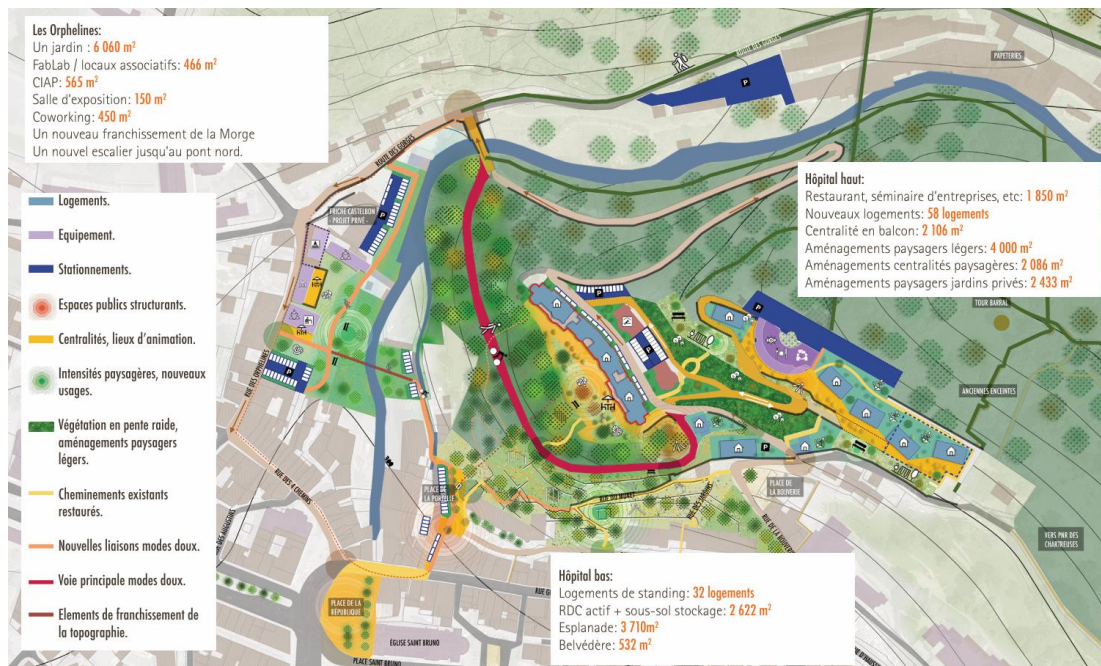 Les Orphelines:
Un jardin : 6 060 m²
FabLab / locaux associatifs: 466 m²
CIAP: 565 m²
Salle d'exposition: 150 m²
Coworking: 450 m²
Un nouveau franchissement de la Morge
Un nouvel escalier jusqu'au pont nord.
Logements.
Equipement.
Stationnements.
Espaces publics structurants.
Centralités, lieux d'animation.
Intensités paysagères, nouveaux
usages.
Végétation en pente raide,
aménagements paysagers
légers.
Cheminements existants
restaurés.
Nouvelles liaisons modes doux.
Voie principale modes doux.
Elements de franchissement de
la topographie.
Hôpital haut:
Restaurant, séminaire d'entreprises, etc: 1 850 m²
Nouveaux logements: 58 logements
Centralité en balcon: 2 106 m²
Aménagements paysagers légers: 4 000 m²
Aménagements centralités paysagères: 2 086 m²
Aménagements paysagers jardins privés: 2 433 m²
Hôpital bas:
Logements de standing: 32 logements
RDC actif + sous-sol stockage: 2 622 m²
Esplanade: 3 710m²
Belvédère: 532 m²
ROUTE DES GORGES
PAPETERIES
P
ROUTE DES GORGES
FRICHE CASTELBON
PROJET PRIVÉ -
P
P
P
P
RUE DES ORPHELINES
RUE DES 4 CHEMINS
PLACE DE
LA PORTELLE
PLACE DE
LA BOUVERIE
TOUR BARRAL
ANCIENNES ENCEINTES
VERS PNR DES
CHARTREUSES
PLACE DE LA
RÉPUBLIQUE
ÉGLISE SAINT BRUNO
PLACE SAINT BRUNO